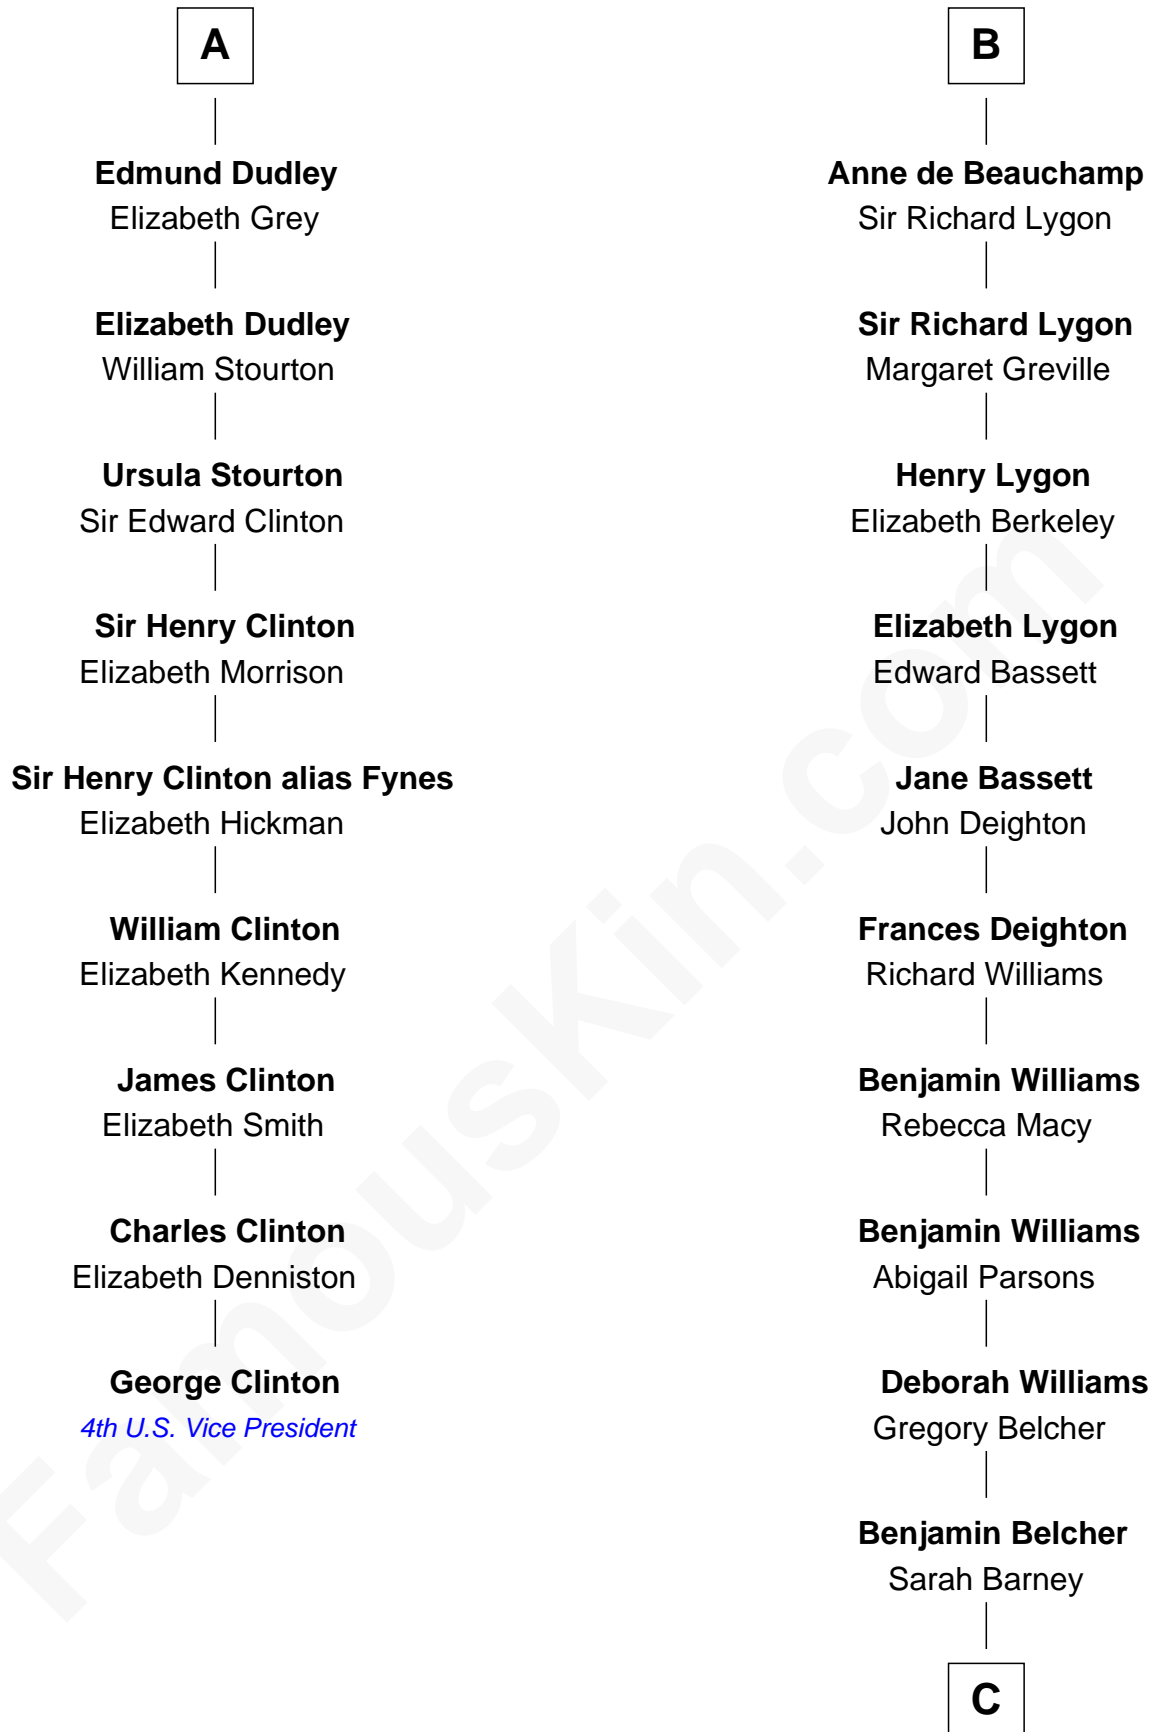 A
Edmund Dudley
Elizabeth Grey
Elizabeth Dudley
William Stourton
Ursula Stourton
Sir Edward Clinton
Sir Henry Clinton
Elizabeth Morrison
Sir Henry Clinton alias Fynes
Elizabeth Hickman
William Clinton
Elizabeth Kennedy
James Clinton
Elizabeth Smith
Charles Clinton
Elizabeth Denniston
George Clinton
4th U.S. Vice President
B
Anne de Beauchamp
Sir Richard Lygon
Sir Richard Lygon
Margaret Greville
Henry Lygon
Elizabeth Berkeley
Elizabeth Lygon
Edward Bassett
Jane Bassett
John Deighton
Frances Deighton
Richard Williams
Benjamin Williams
Rebecca Macy
Benjamin Williams
Abigail Parsons
Deborah Williams
Gregory Belcher
Benjamin Belcher
Sarah Barney
C
FamousKin.com